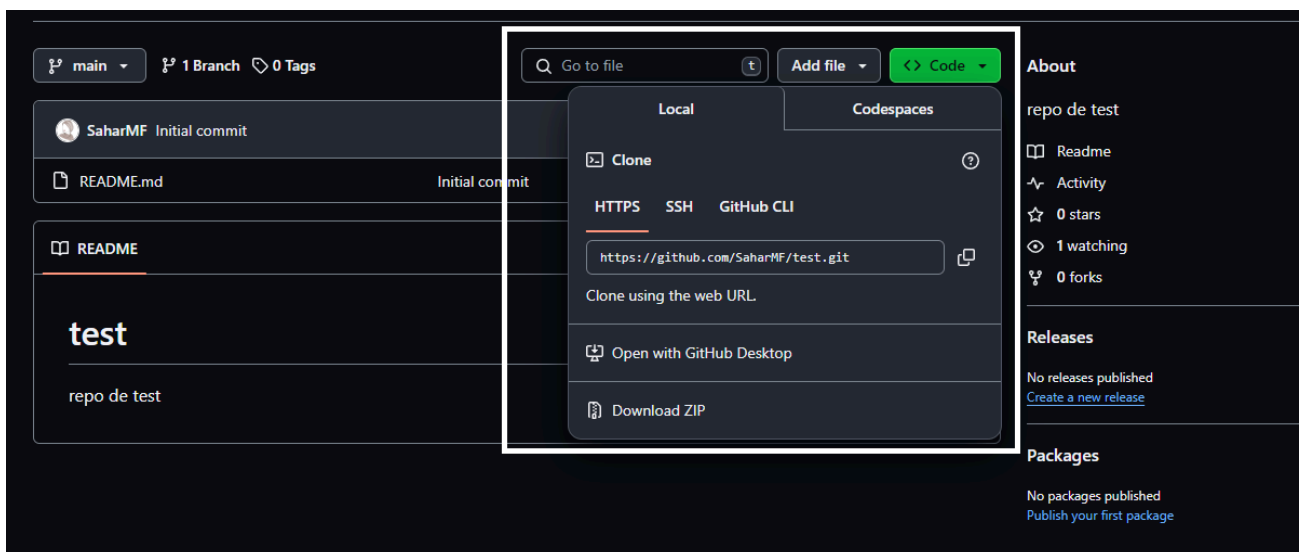 main
1 Branch
0 Tags
Go to file
t
Add file
Code
SaharMF Initial commit
README.md
Initial commit
README
test
repo de test
Local
Codespaces
Clone
HTTPS
SSH
GitHub CLI
https://github.com/SaharMF/test.git
Clone using the web URL.
Open with GitHub Desktop
Download ZIP
About
repo de test
Readme
Activity
0 stars
1 watching
0 forks
Releases
No releases published
Create a new release
Packages
No packages published
Publish your first package